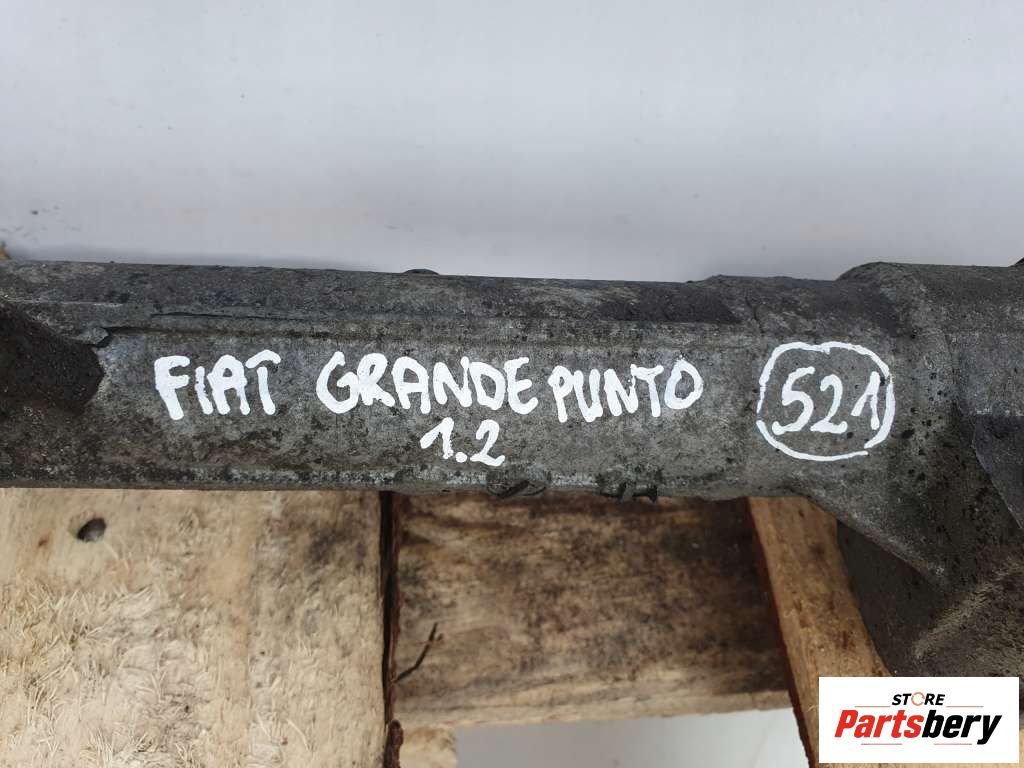 FIAT GRANDE PUNTO 521
1.2
STORE
Partsbery